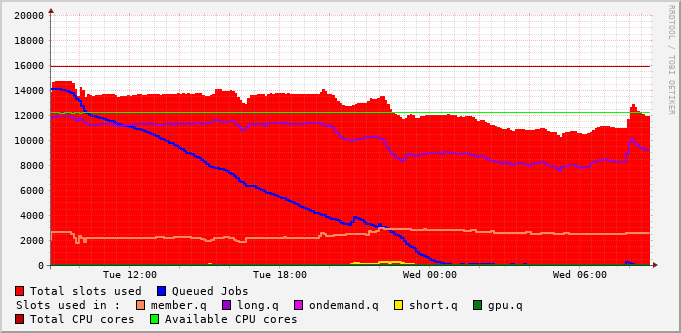 20000
18000
16000
14000
12000
10000
8000
6000
4000
2000
0
Tue 12:00 Tue 18:00 Wed 00:00 Wed 06:00
Total slots used Queued Jobs
Slots used in : member.q long.q ondemand.q short.q gpu.q
Total CPU cores Available CPU cores
RRDTOOL / TOBI OETIKER